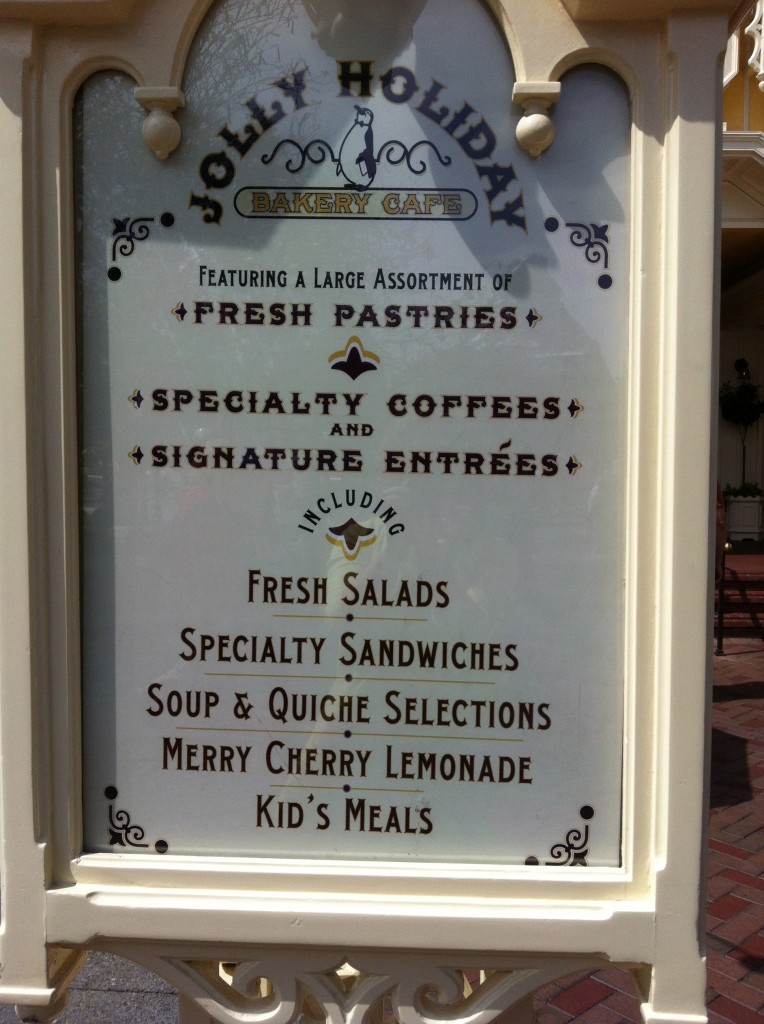 JOLLY HOLIDAY
BAKERY CAFE
FEATURING A LARGE ASSORTMENT OF
FRESH PASTRIES
SPECIALTY COFFEES
AND
SIGNATURE ENTRÉES
INCLUDING
FRESH SALADS
SPECIALTY SANDWICHES
SOUP & QUICHE SELECTIONS
MERRY CHERRY LEMONADE
KID'S MEALS